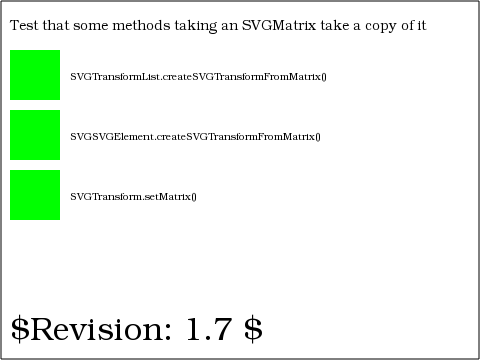 Test that some methods taking an SVGMatrix take a copy of it
SVGTransformList.createSVGTransformFromMatrix()
SVGSVGElement.createSVGTransformFromMatrix()
SVGTransform.setMatrix()
$Revision: 1.7 $